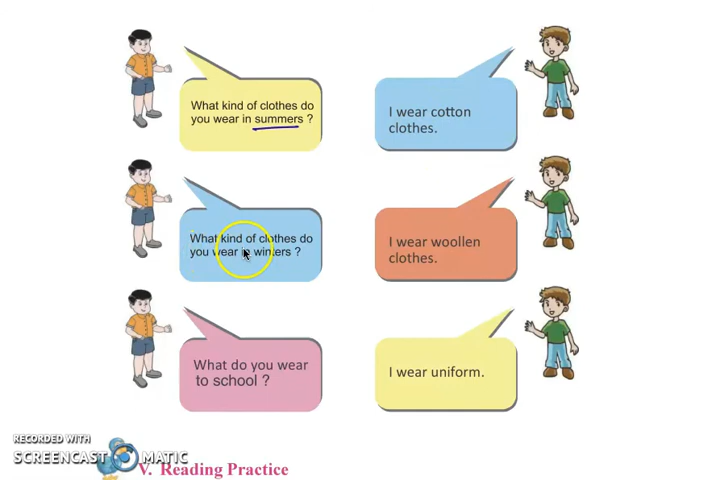 What kind of clothes do
you wear in summers ?
I wear cotton
clothes.
What kind of clothes do
you wear in winters ?
I wear woollen
clothes.
What do you wear
to school ?
I wear uniform.
RECORDED WITH
SCREENCAST MATIC
V. Reading Practice